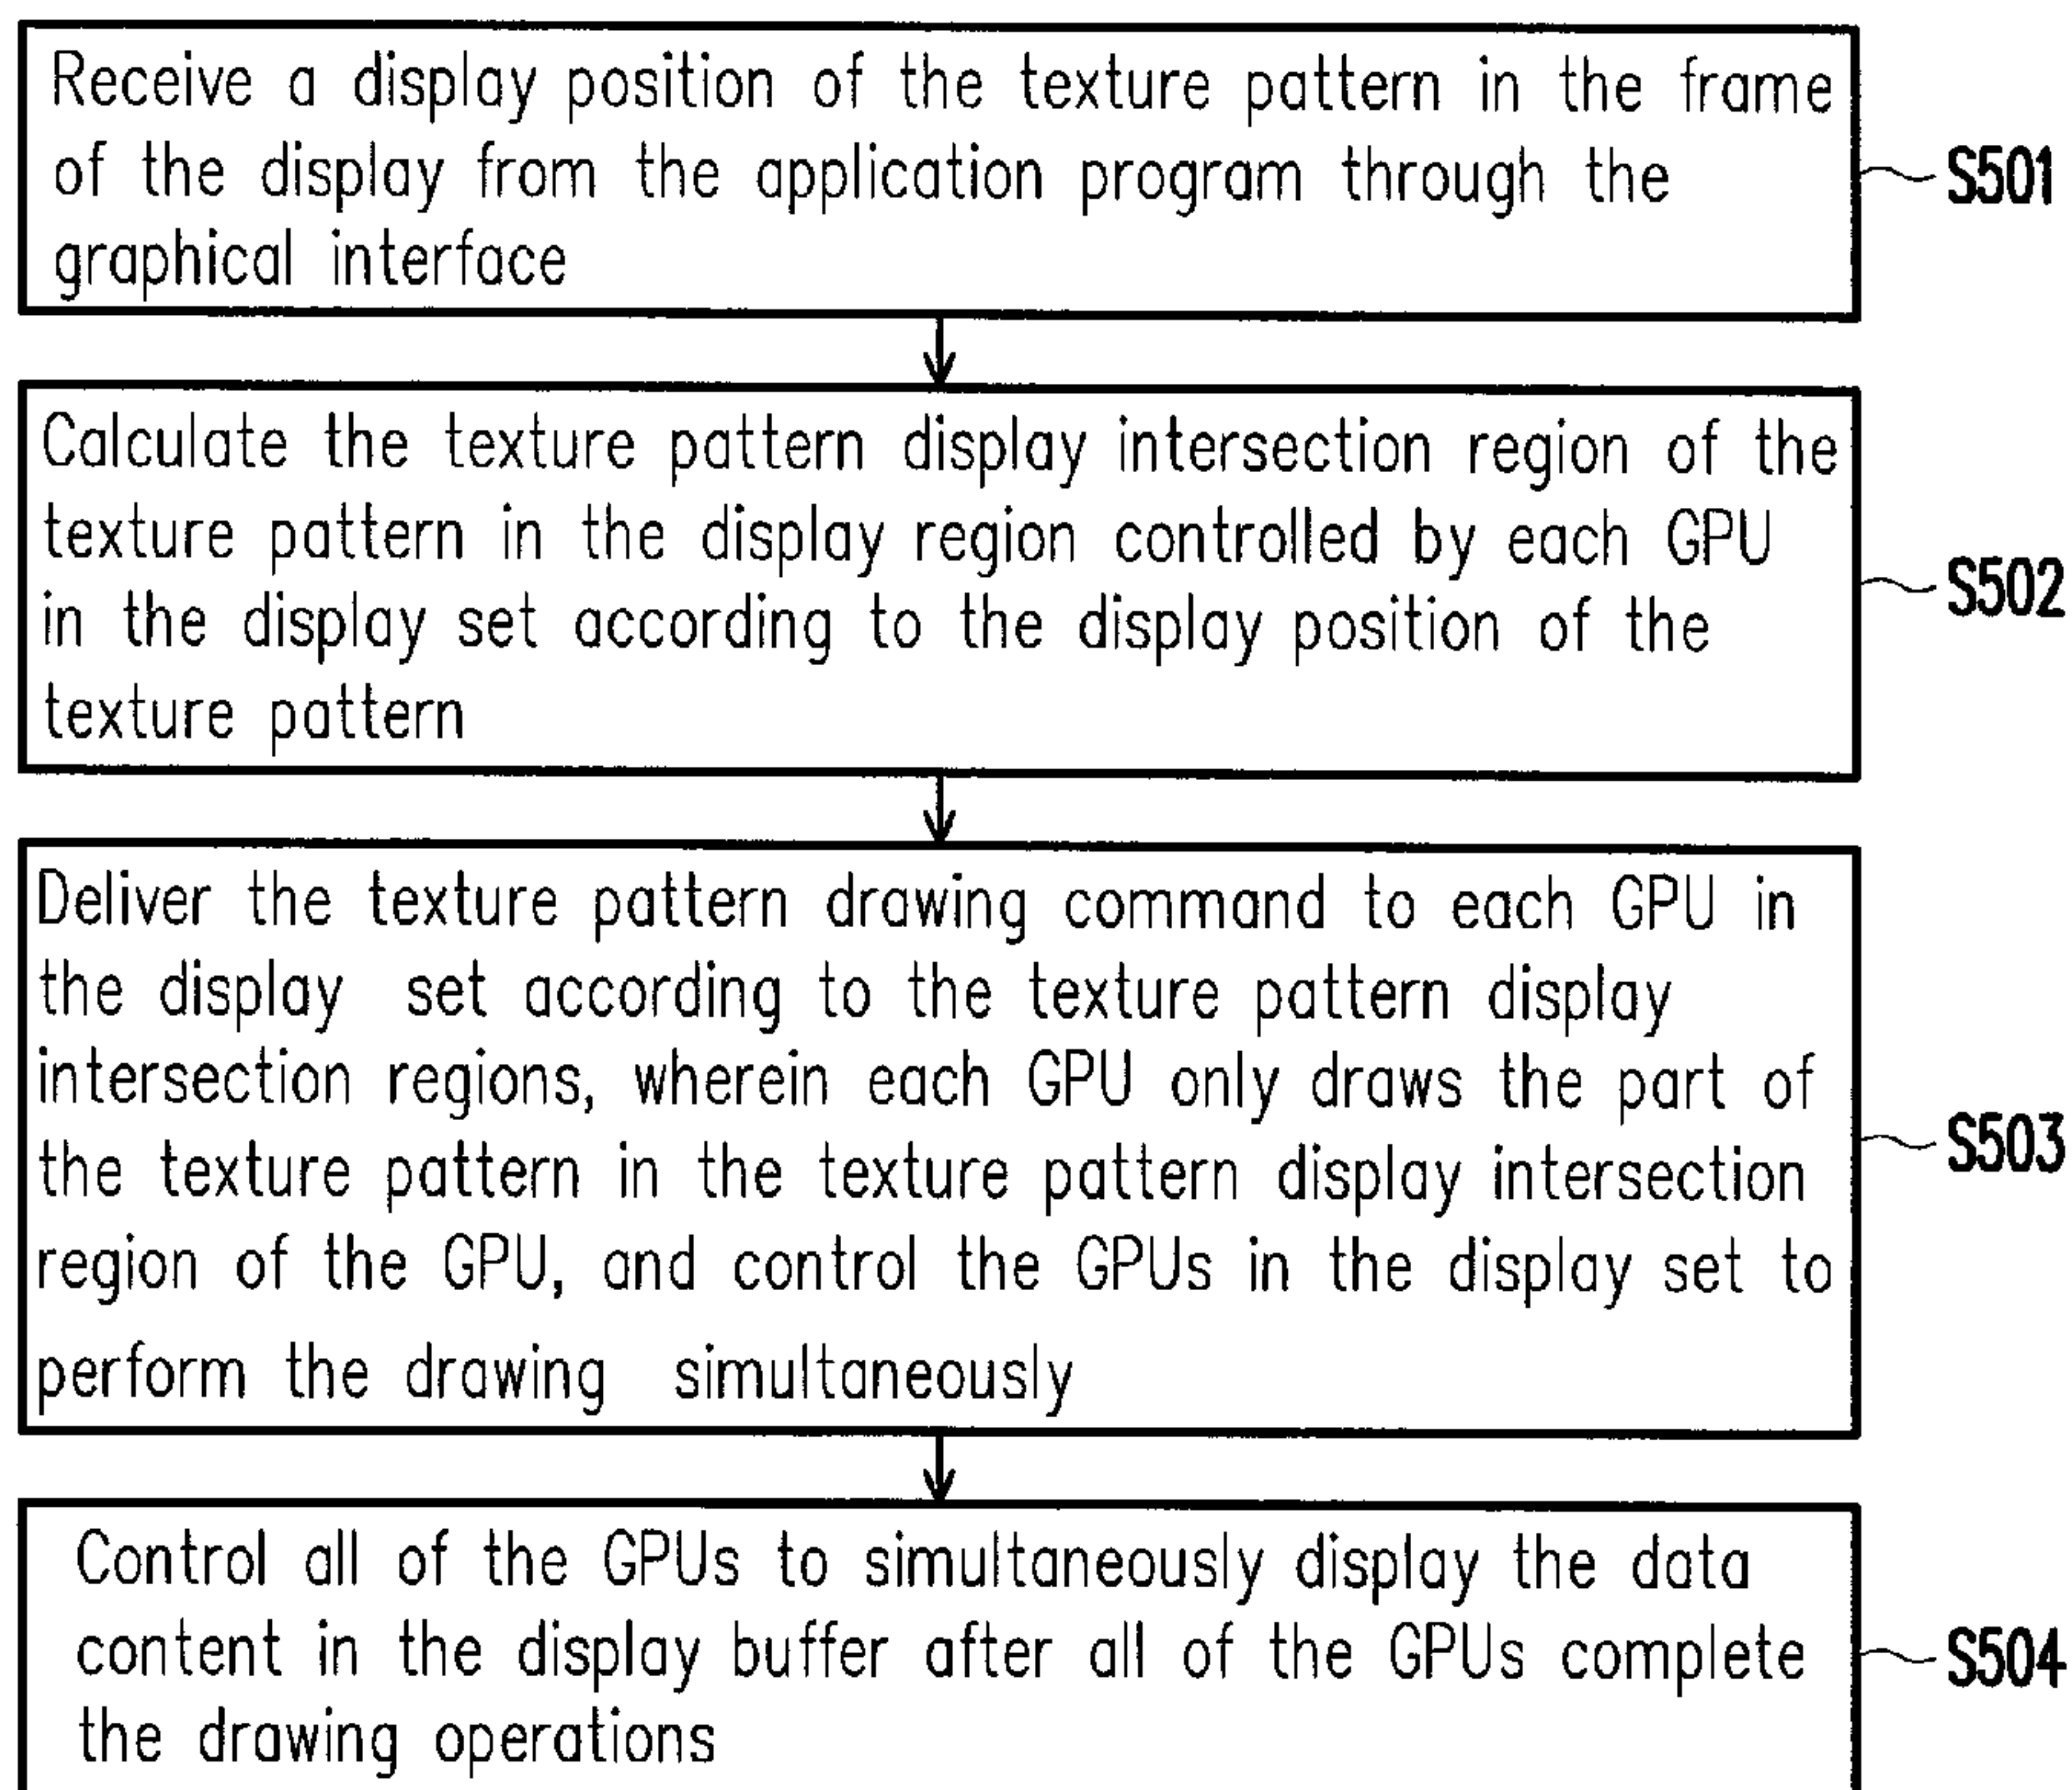 Receive a display position of the texture pattern in the frame
of the display from the application program through the
graphical interface
S501
Calculate the texture pattern display intersection region of the
texture pattern in the display region controlled by each GPU
in the display set according to the display position of the
texture pattern
S502
Deliver the texture pattern drawing command to each GPU in
the display set according to the texture pattern display
intersection regions, wherein each GPU only draws the part of
the texture pattern in the texture pattern display intersection
region of the GPU, and control the GPUs in the display set to
perform the drawing simultaneously
S503
Control all of the GPUs to simultaneously display the data
content in the display buffer after all of the GPUs complete
the drawing operations
S504